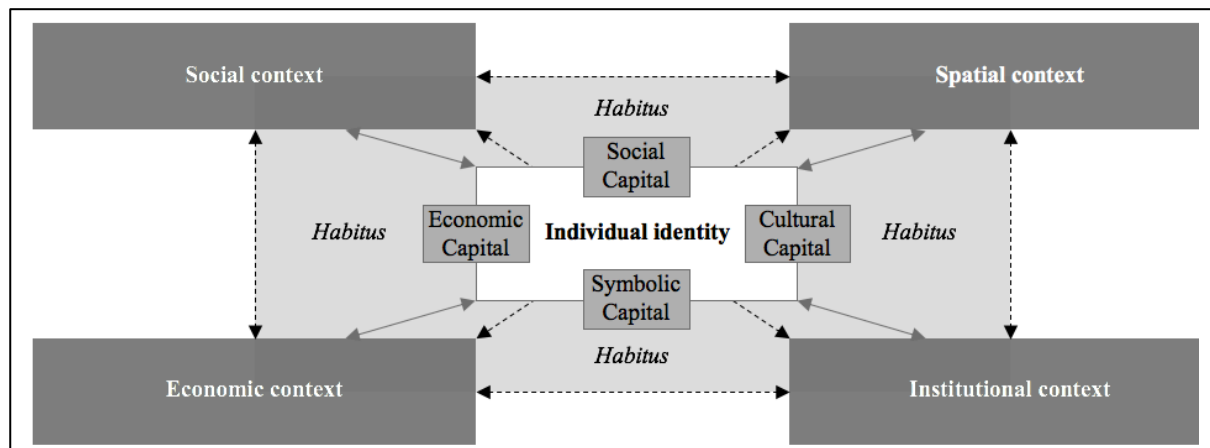 Social context
Spatial context
Habitus
Social
Capital
Habitus
Economic
Capital
Individual identity
Cultural
Capital
Habitus
Symbolic
Capital
Habitus
Economic context
Institutional context